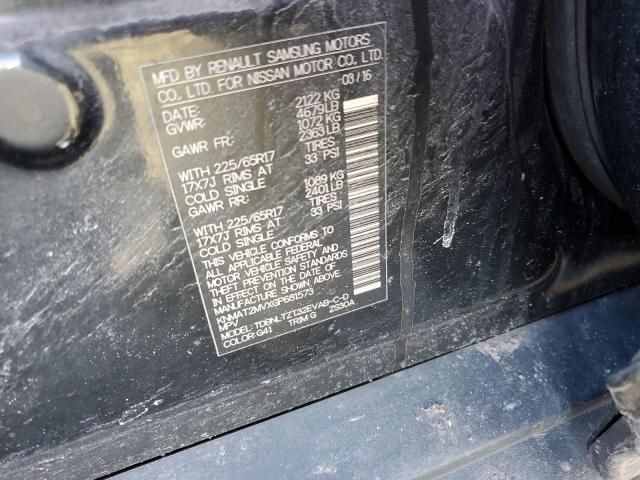 MFD BY RENAULT SAMSUNG MOTORS
CO., LTD. FOR NISSAN MOTOR CO., LTD.
DATE: 03/16
GVWR: 2122 KG
4679 LB
GAWR FR: 1072 KG
2363 LB
WITH 225/65R17 TIRES
17X7J RIMS AT 33 PSI
COLD SINGLE
GAWR RR: 1089 KG
2401 LB
WITH 225/65R17 TIRES
17X7J RIMS AT 33 PSI
COLD SINGLE
THIS VEHICLE CONFORMS TO
ALL APPLICABLE FEDERAL
MOTOR VEHICLE SAFETY AND
THEFT PREVENTION STANDARDS
IN EFFECT ON THE DATE OF
MANUFACTURE SHOWN ABOVE.
KNMAT2MVXGP681573
MPV
MODEL: TDBNLTZT32EVAB-C-D
COLOR: G41 TRIM: G ZS30A